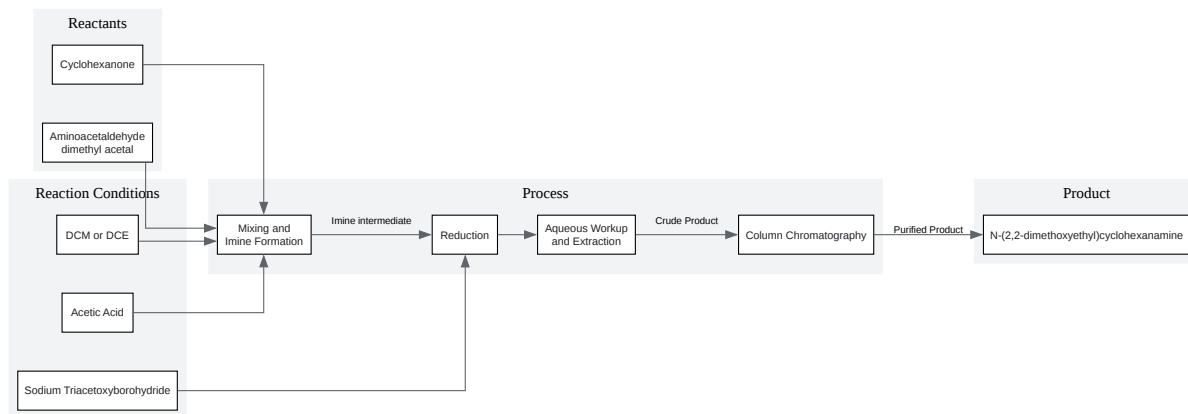 Reactants
Cyclohexanone
Aminoacetaldehyde
dimethyl acetal
Reaction Conditions
DCM or DCE
Acetic Acid
Sodium Triacetoxyborohydride
Process
Mixing and
Imine Formation
Imine intermediate
Reduction
Aqueous Workup
and Extraction
Crude Product
Column Chromatography
Purified Product
Product
N-(2,2-dimethoxyethyl)cyclohexanamine